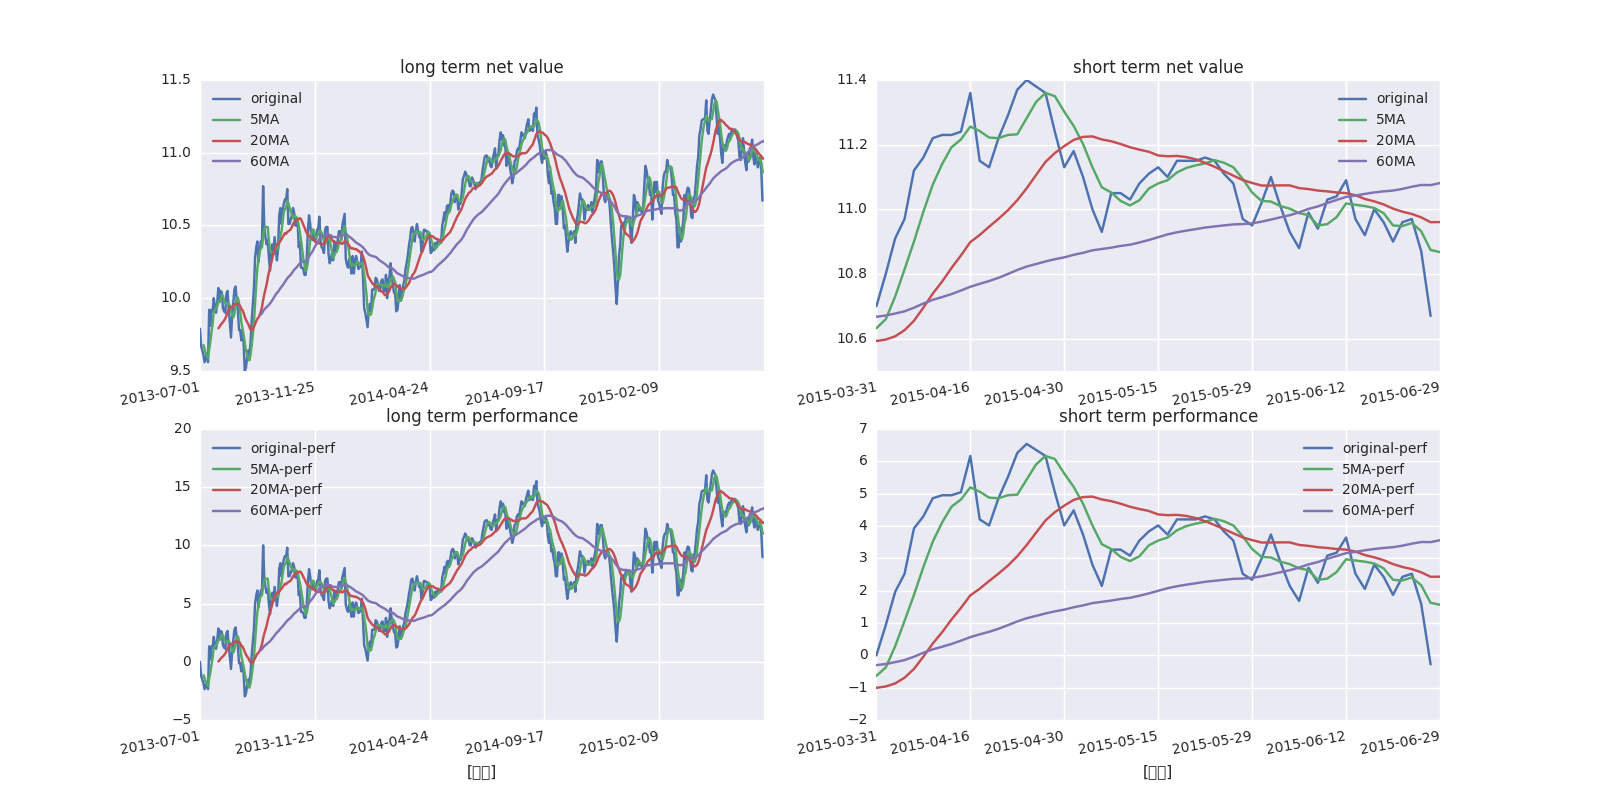 long term net value
11.5
11.0
10.5
10.0
9.5
original
5MA
20MA
60MA
2013-07-01
2013-11-25
2014-04-24
2014-09-17
2015-02-09
short term net value
11.4
11.2
11.0
10.8
10.6
original
5MA
20MA
60MA
2015-03-31
2015-04-16
2015-04-30
2015-05-15
2015-05-29
2015-06-12
2015-06-29
long term performance
20
15
10
5
0
−5
original-perf
5MA-perf
20MA-perf
60MA-perf
2013-07-01
2013-11-25
2014-04-24
2014-09-17
2015-02-09
short term performance
7
6
5
4
3
2
1
0
−1
−2
original-perf
5MA-perf
20MA-perf
60MA-perf
2015-03-31
2015-04-16
2015-04-30
2015-05-15
2015-05-29
2015-06-12
2015-06-29